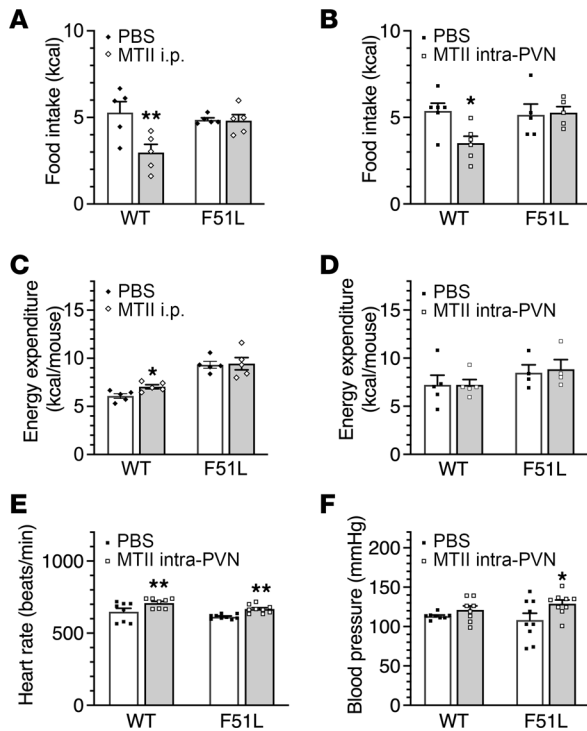 A
PBS
MTII i.p.
Food intake (kcal)
10
5
0
**
WT
F51L
B
PBS
MTII intra-PVN
Food intake (kcal)
10
5
0
*
WT
F51L
C
PBS
MTII i.p.
Energy expenditure
(kcal/mouse)
15
10
5
0
*
WT
F51L
D
PBS
MTII intra-PVN
Energy expenditure
(kcal/mouse)
15
10
5
0
WT
F51L
E
PBS
MTII intra-PVN
Heart rate (beats/min)
1000
500
0
**
**
WT
F51L
F
PBS
MTII intra-PVN
Blood pressure (mmHg)
200
150
100
50
0
*
WT
F51L